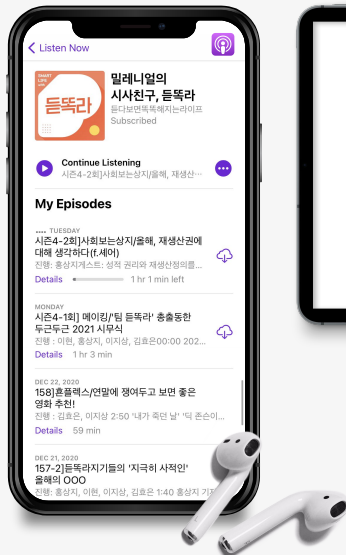 Listen Now
SMART
LIFE
듣똑라
밀레니얼의
시사친구, 듣똑라
듣다보면똑똑해지는라이프
Subscribed
Continue Listening
시즌4-2회]사회보는상지/올해, 재생산…
My Episodes
TUESDAY
시즌4-2회]사회보는상지/올해, 재생산권에
대해 생각하다(f.셰어)
진행: 홍상지게스트: 성적 권리와 재생산정의를...
Details 1 hr 1 min left
MONDAY
시즌4-1회] 메이킹/'팀 듣똑라' 총출동한
두근두근 2021 시무식
진행 : 이현, 홍상지, 이지상, 김효은00:00 202...
Details 1 hr 3 min
DEC 22, 2020
158]혼플렉스/연말에 쟁여두고 보면 좋은
영화 추천!
진행 : 김효은, 이지상 2:50 '내가 죽던 날' '딕 존슨이...
Details 59 min
DEC 21, 2020
157-2]듣똑라지기들의 '지극히 사적인'
올해의 OOO
진행: 홍상지, 이현, 이지상, 김효은 1:40 홍상지 기자